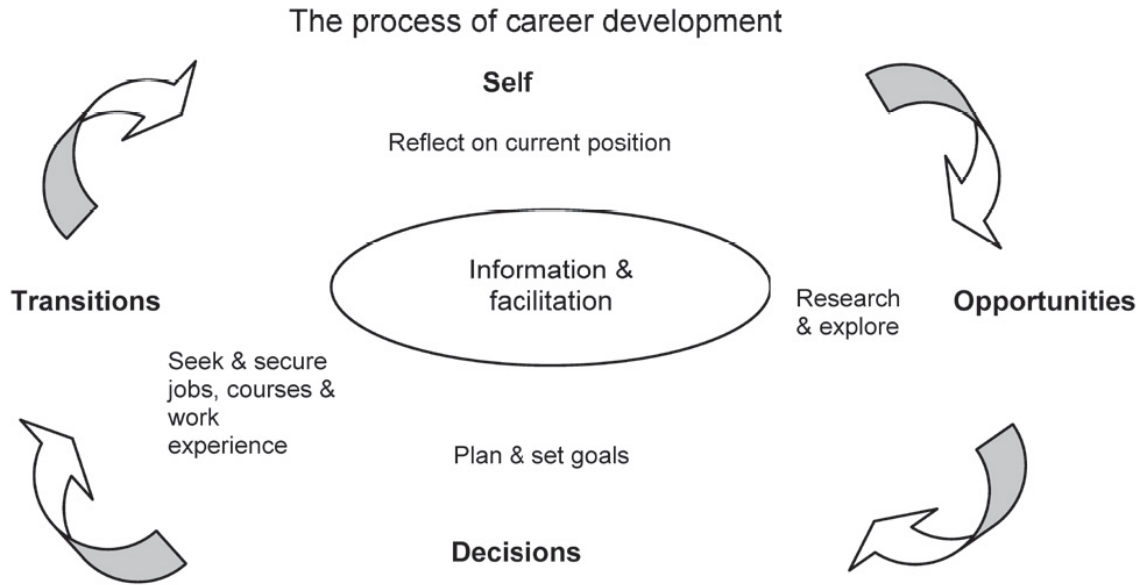 The process of career development
Self
Reflect on current position
Information &
facilitation
Transitions
Research
& explore
Opportunities
Seek & secure
jobs, courses &
work
experience
Plan & set goals
Decisions